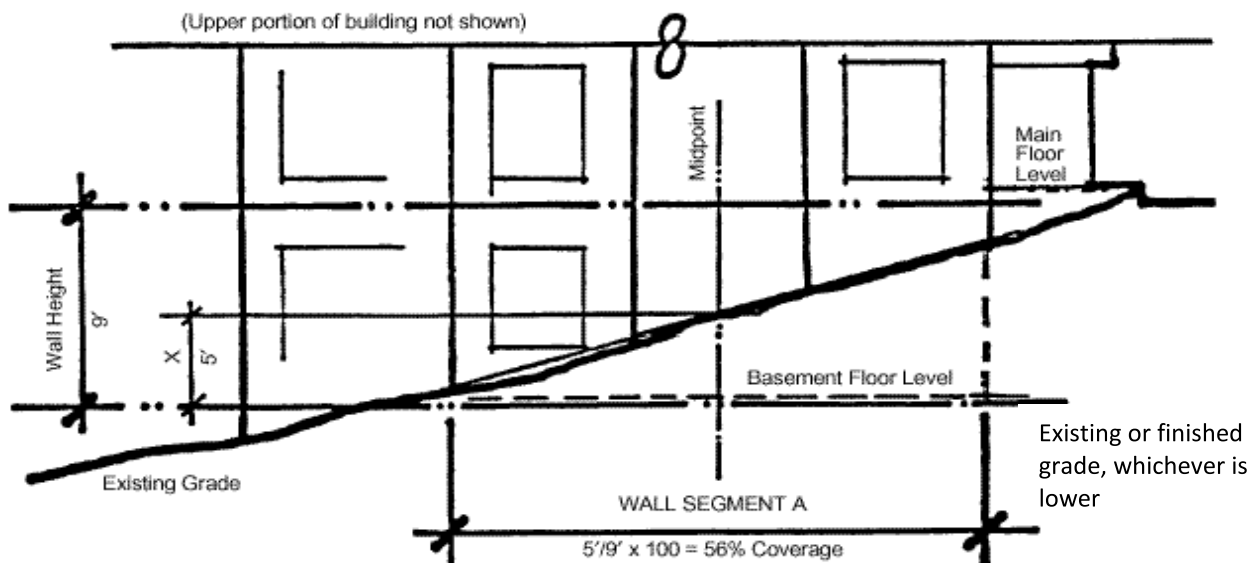 (Upper portion of building not shown)
8
Midpoint
Main
Floor
Level
Wall Height
9'
X
5'
Basement Floor Level
Existing or finished
grade, whichever is
lower
Existing Grade
WALL SEGMENT A
5'/9' x 100 = 56% Coverage